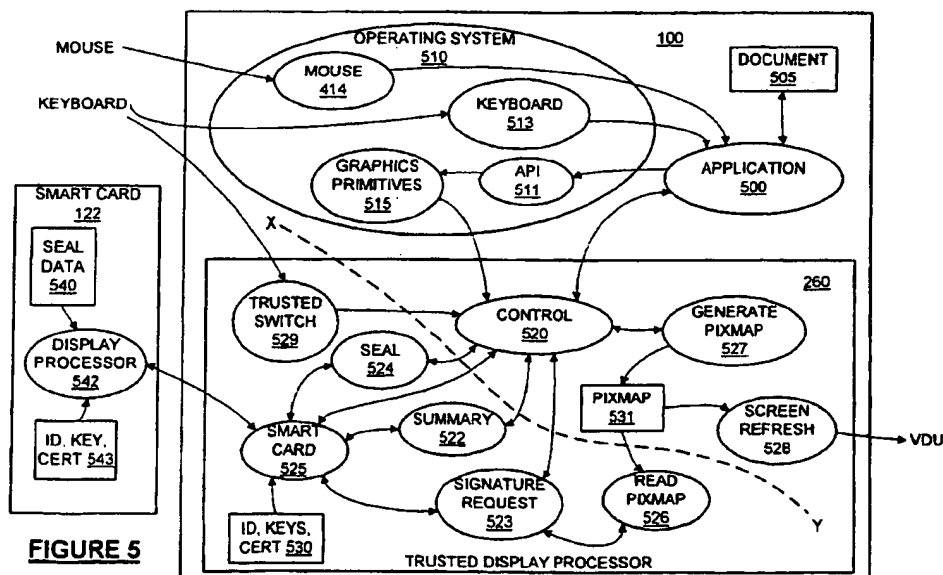 MOUSE
KEYBOARD
OPERATING SYSTEM
510
100
MOUSE
414
KEYBOARD
513
DOCUMENT
505
GRAPHICS
PRIMITIVES
515
API
511
APPLICATION
500
SMART CARD
122
SEAL
DATA
540
DISPLAY
PROCESSOR
542
ID, KEY,
CERT 543
X
260
TRUSTED
SWITCH
529
CONTROL
520
GENERATE
PIXMAP
527
SEAL
524
PIXMAP
531
SCREEN
REFRESH
528
VDU
SUMMARY
522
SMART
CARD
525
SIGNATURE
REQUEST
523
READ
PIXMAP
526
Y
ID, KEYS,
CERT 530
TRUSTED DISPLAY PROCESSOR
FIGURE 5